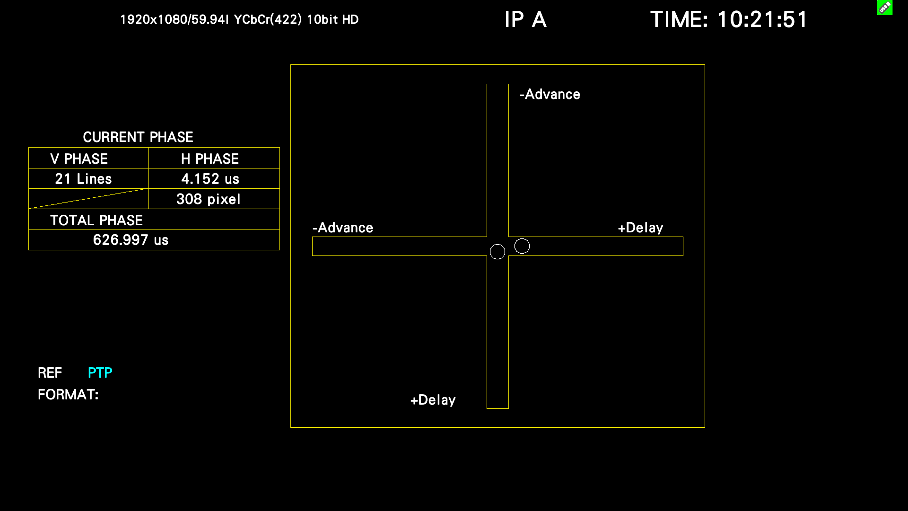 1920x1080/59.94I YCbCr(422) 10bit HD IP A TIME: 10:21:51
-Advance
CURRENT PHASE
V PHASE H PHASE
21 Lines 4.152 us
308 pixel
TOTAL PHASE
-Advance +Delay
626.997 us
REF PTP
FORMAT:
+Delay